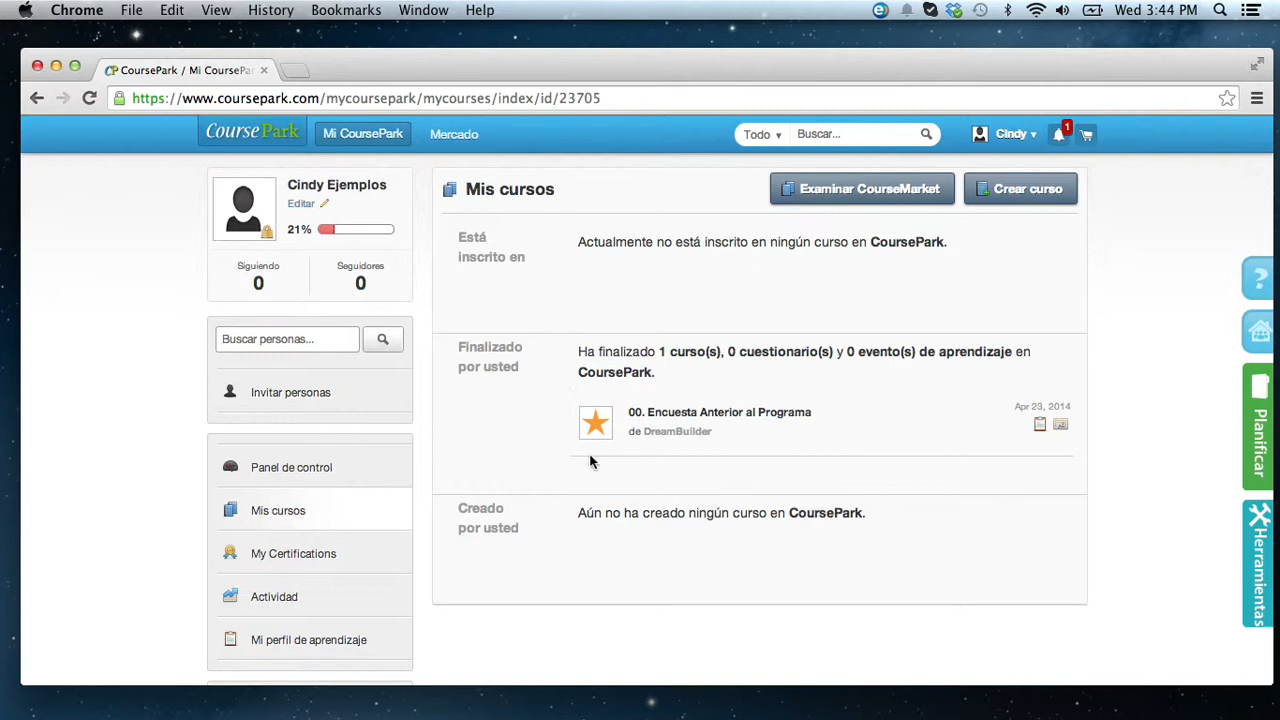 Chrome File Edit View History Bookmarks Window Help Wed 3:44 PM
CoursePark / Mi CoursePa
https://www.coursepark.com/mycoursepark/mycourses/index/id/23705
CoursePark Mi CoursePark Mercado Todo Buscar... Cindy 1
Cindy Ejemplos
Editar
21%
Siguiendo Seguidores
0 0
Buscar personas...
Invitar personas
Panel de control
Mis cursos
My Certifications
Actividad
Mi perfil de aprendizaje
Mis cursos Examinar CourseMarket Crear curso
Está
inscrito en
Actualmente no está inscrito en ningún curso en CoursePark.
Finalizado
por usted
Ha finalizado 1 curso(s), 0 cuestionario(s) y 0 evento(s) de aprendizaje en
CoursePark.
00. Encuesta Anterior al Programa Apr 23, 2014
de DreamBuilder
Creado
por usted
Aún no ha creado ningún curso en CoursePark.
?
Planificar
Herramientas